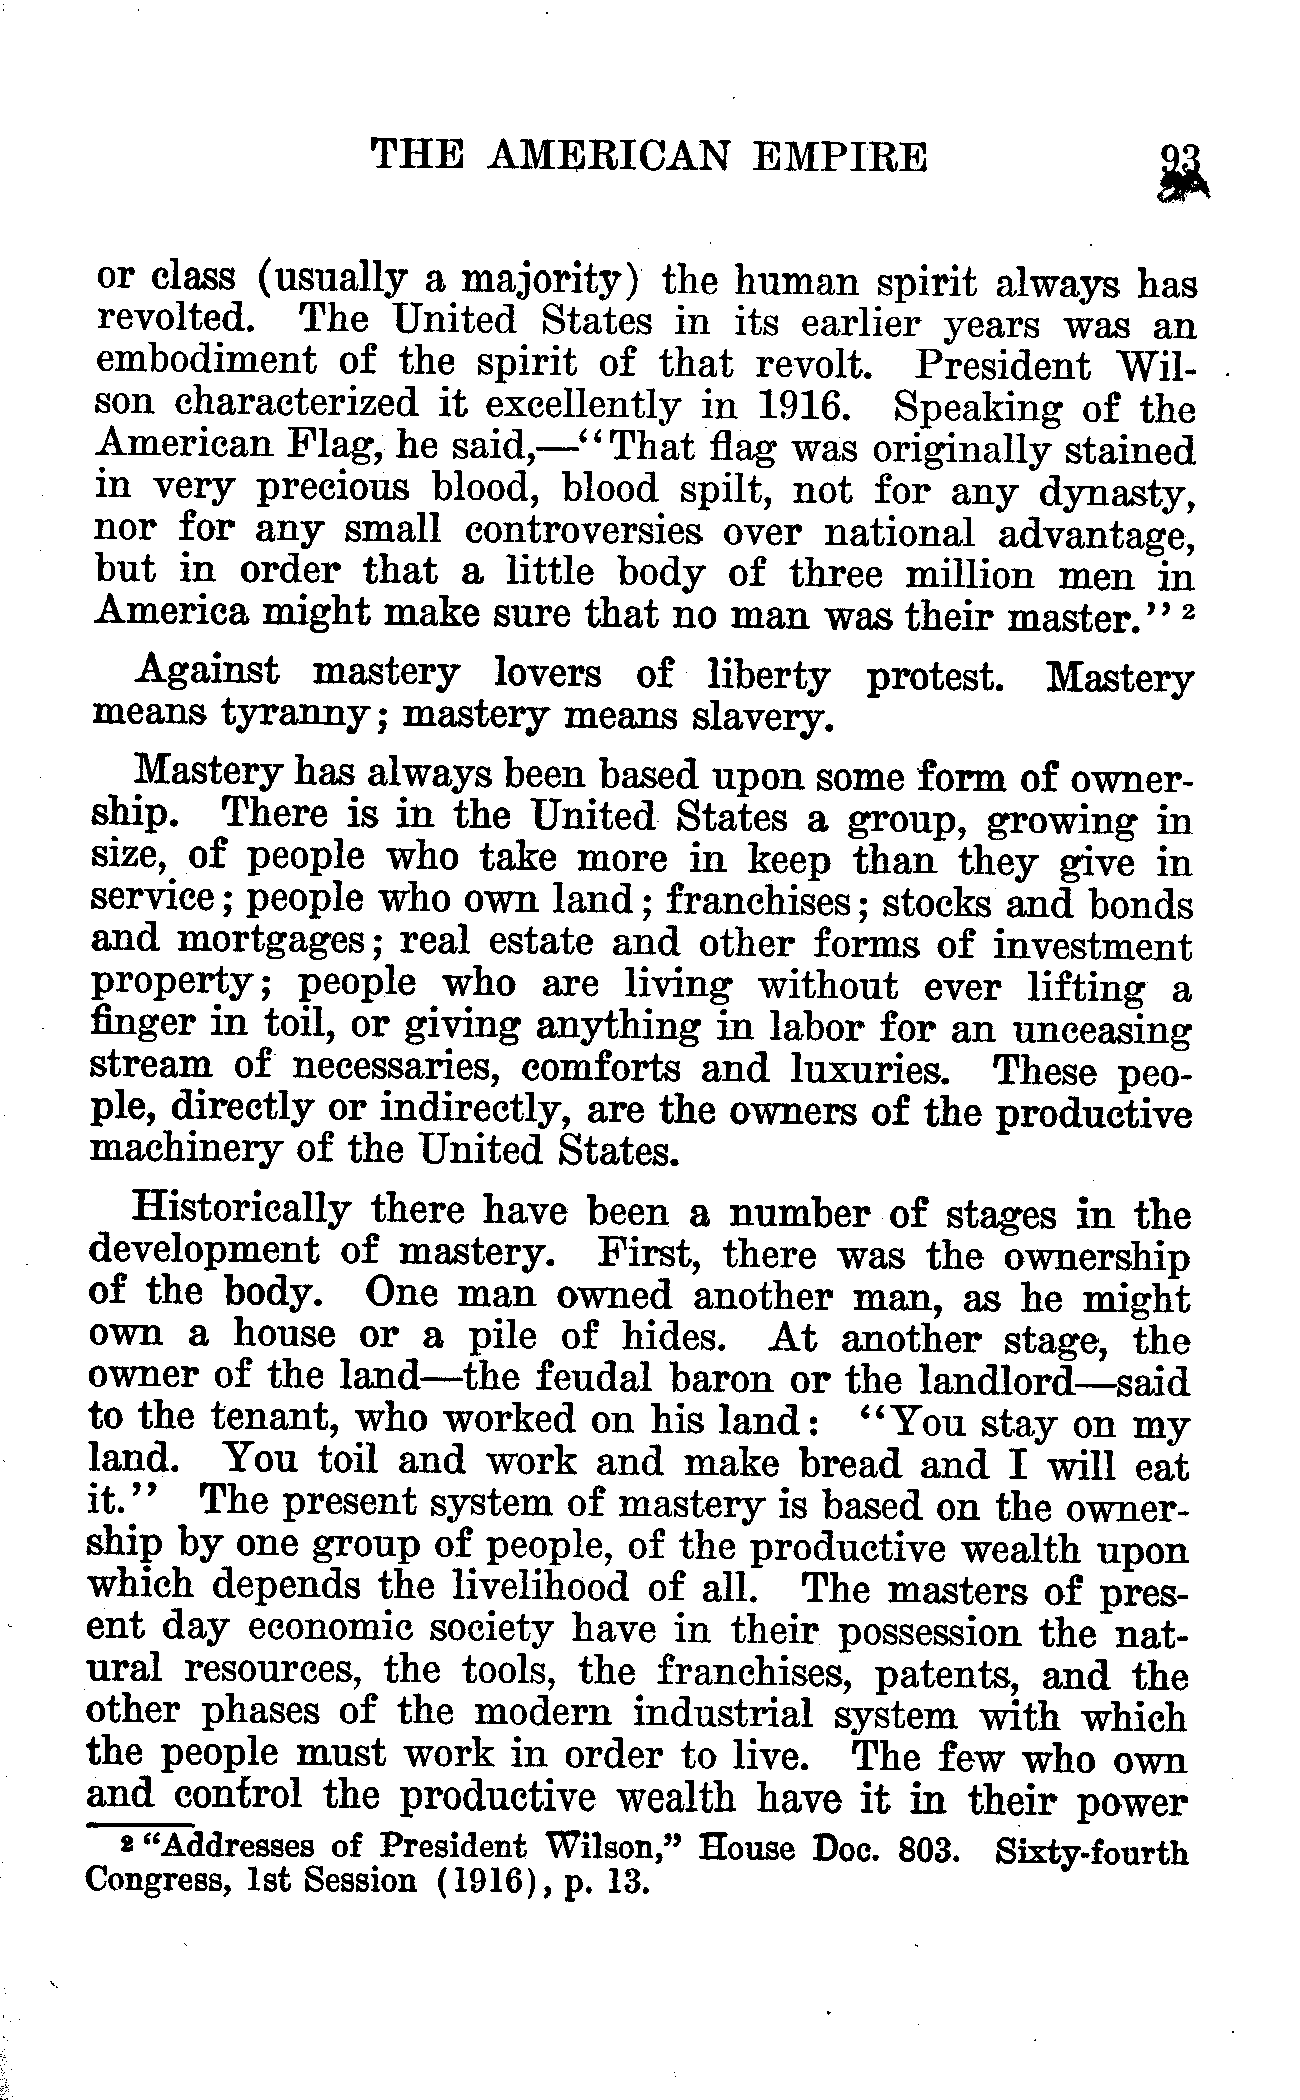 THE AMERICAN EMPIRE 93
or class (usually a majority) the human spirit always has
revolted. The United States in its earlier years was an
embodiment of the spirit of that revolt. President Wil-
son characterized it excellently in 1916. Speaking of the
American Flag, he said,—“That flag was originally stained
in very precious blood, blood spilt, not for any dynasty,
nor for any small controversies over national advantage,
but in order that a little body of three million men in
America might make sure that no man was their master.” 2
Against mastery lovers of liberty protest. Mastery
means tyranny; mastery means slavery.
Mastery has always been based upon some form of owner-
ship. There is in the United States a group, growing in
size, of people who take more in keep than they give in
service; people who own land; franchises; stocks and bonds
and mortgages; real estate and other forms of investment
property; people who are living without ever lifting a
finger in toil, or giving anything in labor for an unceasing
stream of necessaries, comforts and luxuries. These peo-
ple, directly or indirectly, are the owners of the productive
machinery of the United States.
Historically there have been a number of stages in the
development of mastery. First, there was the ownership
of the body. One man owned another man, as he might
own a house or a pile of hides. At another stage, the
owner of the land—the feudal baron or the landlord—said
to the tenant, who worked on his land: “You stay on my
land. You toil and work and make bread and I will eat
it.” The present system of mastery is based on the owner-
ship by one group of people, of the productive wealth upon
which depends the livelihood of all. The masters of pres-
ent day economic society have in their possession the nat-
ural resources, the tools, the franchises, patents, and the
other phases of the modern industrial system with which
the people must work in order to live. The few who own
and control the productive wealth have it in their power
2 “Addresses of President Wilson,” House Doc. 803. Sixty-fourth
Congress, 1st Session (1916), p. 13.